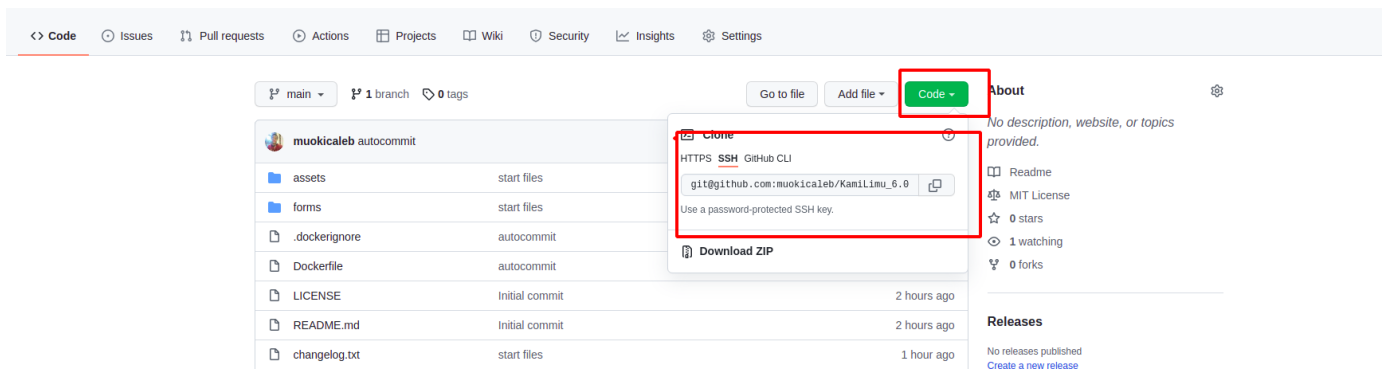 Code Issues Pull requests Actions Projects Wiki Security Insights Settings
main 1 branch 0 tags Go to file Add file Code
muokicaleb autocommit
assets start files
forms start files
.dockerignore autocommit
Dockerfile autocommit
LICENSE Initial commit 2 hours ago
README.md Initial commit 2 hours ago
changelog.txt start files 1 hour ago
Clone
HTTPS SSH GitHub CLI
git@github.com:muokicaleb/KamiLimu_6.0
Use a password-protected SSH key.
Download ZIP
About
No description, website, or topics
provided.
Readme
MIT License
0 stars
1 watching
0 forks
Releases
No releases published
Create a new release